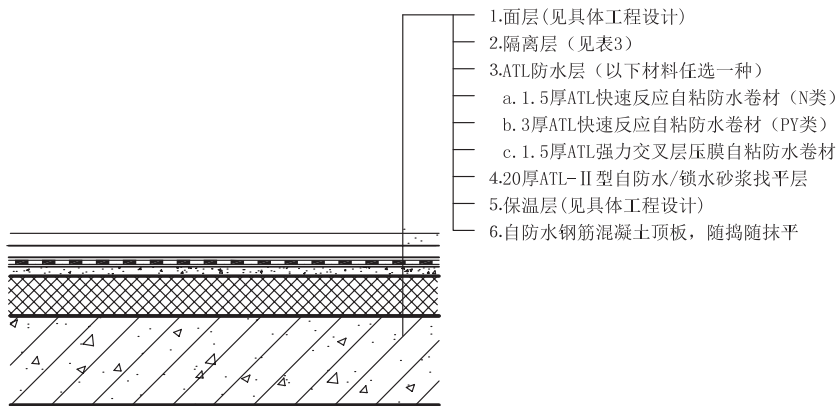 1.面层(见具体工程设计)
2.隔离层（见表3）
3.ATL防水层（以下材料任选一种）
a.1.5厚ATL快速反应自粘防水卷材（N类）
b.3厚ATL快速反应自粘防水卷材（PY类）
c.1.5厚ATL强力交叉层压膜自粘防水卷材
4.20厚ATL-Ⅱ型自防水/锁水砂浆找平层
5.保温层(见具体工程设计)
6.自防水钢筋混凝土顶板，随捣随抹平